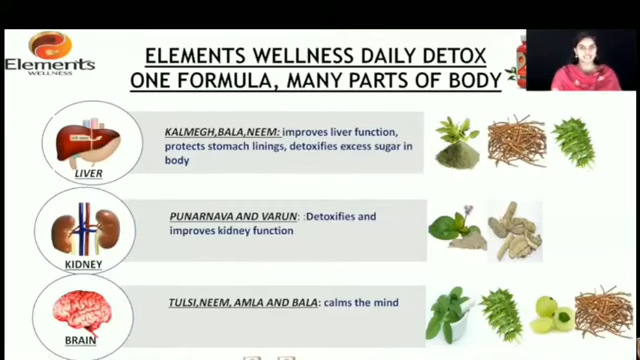 Elements
WELLNESS
ELEMENTS WELLNESS DAILY DETOX
ONE FORMULA, MANY PARTS OF BODY
KALMEGH,BALA,NEEM: improves liver function,
protects stomach linings, detoxifies excess sugar in
body
LIVER
PUNARNAVA AND VARUN: :Detoxifies and
improves kidney function
KIDNEY
TULSI,NEEM, AMLA AND BALA: calms the mind
BRAIN